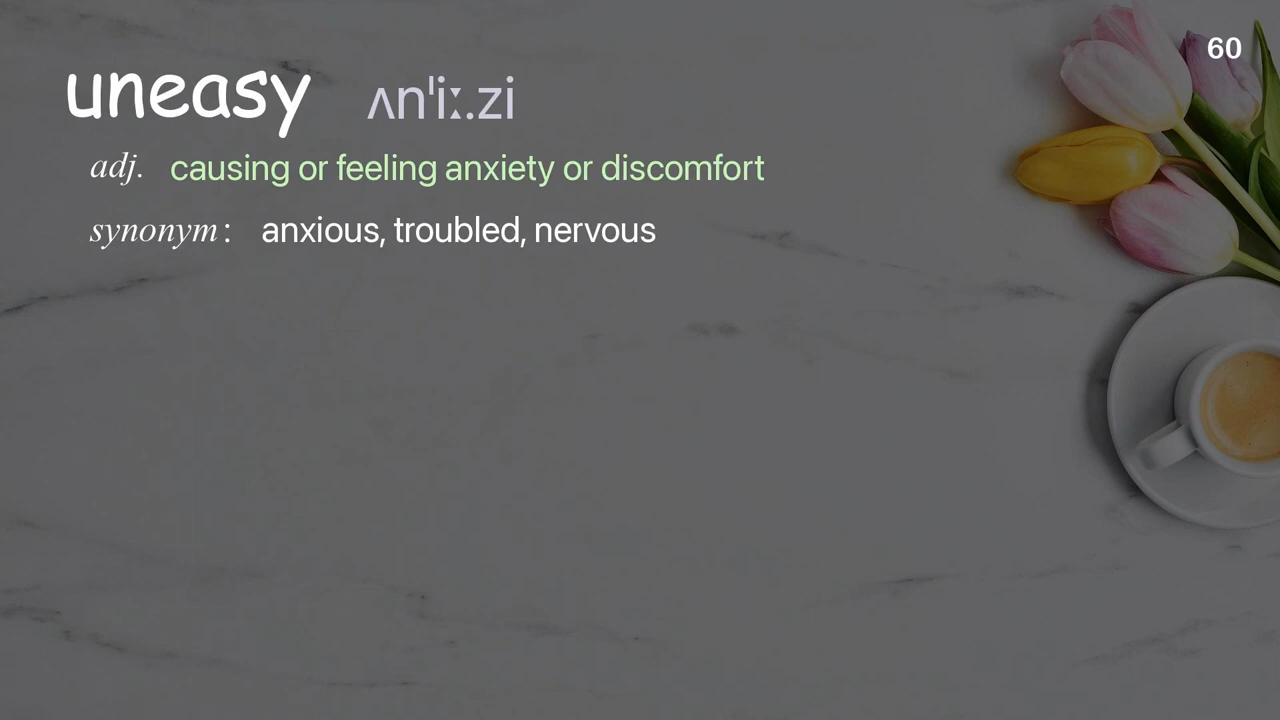 60
uneasy ʌnˈiː.zi
adj. causing or feeling anxiety or discomfort
synonym : anxious, troubled, nervous